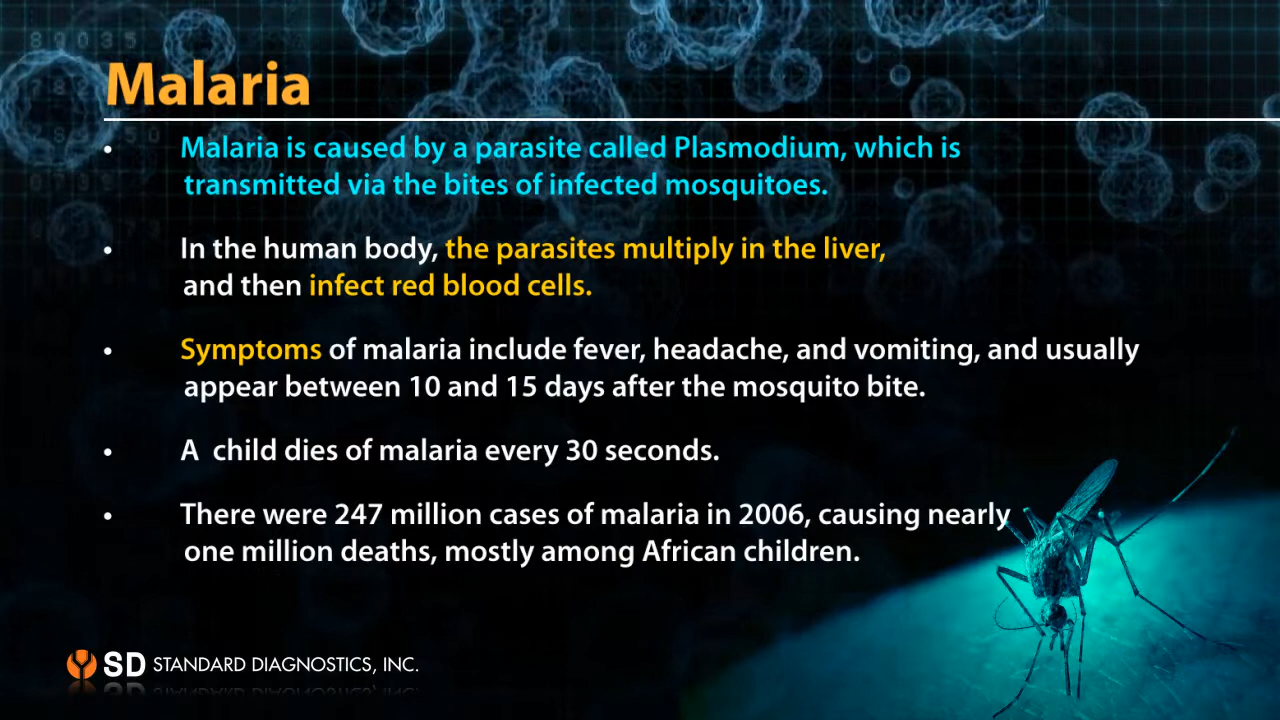 Malaria
• Malaria is caused by a parasite called Plasmodium, which is
transmitted via the bites of infected mosquitoes.
• In the human body, the parasites multiply in the liver,
and then infect red blood cells.
• Symptoms of malaria include fever, headache, and vomiting, and usually
appear between 10 and 15 days after the mosquito bite.
• A child dies of malaria every 30 seconds.
• There were 247 million cases of malaria in 2006, causing nearly
one million deaths, mostly among African children.
SD STANDARD DIAGNOSTICS, INC.